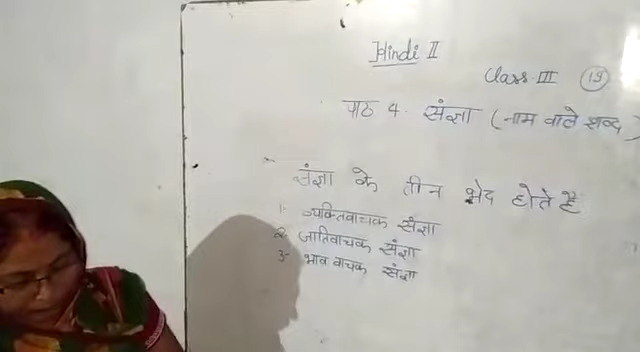 Hindi II
Class III (19)
पाठ 4. संज्ञा (नाम वाले शब्द)
संज्ञा के तीन भेद होते हैं
1. व्यक्तिवाचक संज्ञा
2. जातिवाचक संज्ञा
3- भाव वाचक संज्ञा